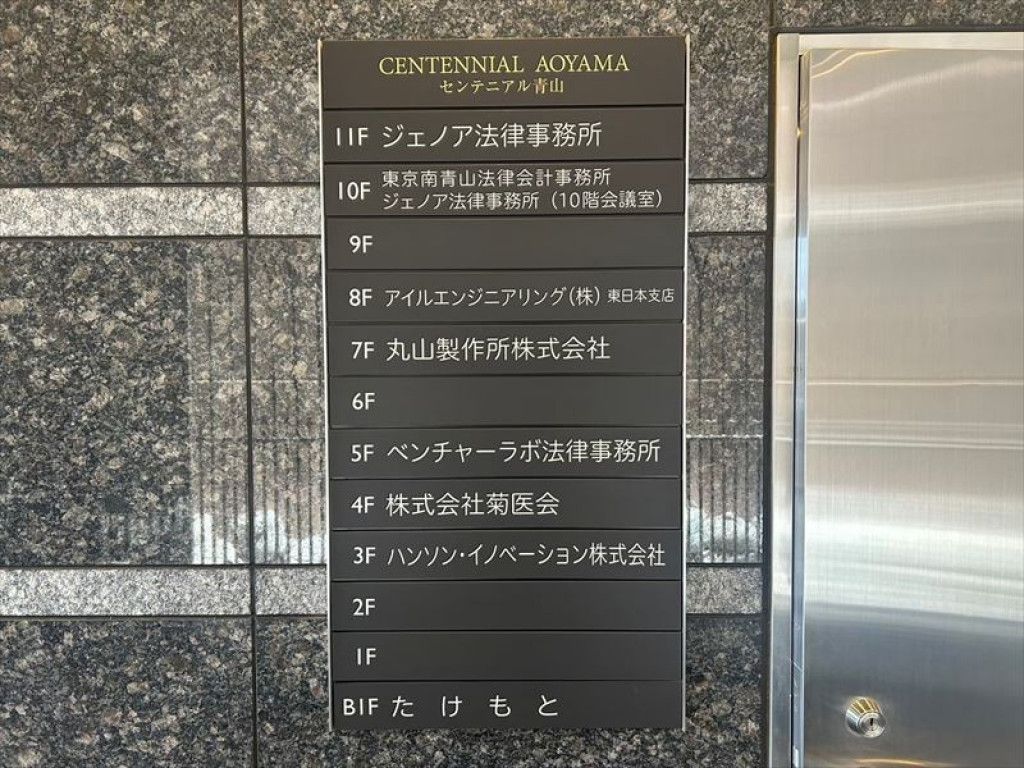 CENTENNIAL AOYAMA
センテニアル青山
11F ジェノア法律事務所
10F 東京南青山法律会計事務所
ジェノア法律事務所（10階会議室）
9F
8F アイルエンジニアリング(株) 東日本支店
7F 丸山製作所株式会社
6F
5F ベンチャーラボ法律事務所
4F 株式会社菊医会
3F ハンソン・イノベーション株式会社
2F
1F
B1F たけもと